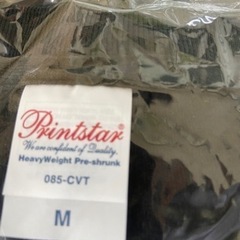 Printstar
We are confident of Quality.
HeavyWeight Pre-shrunk
085-CVT
M